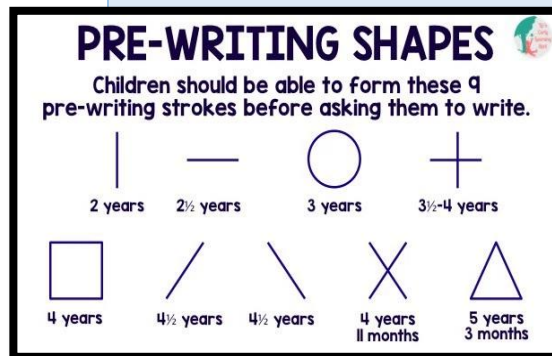 PRE-WRITING SHAPES
Children should be able to form these 9
pre-writing strokes before asking them to write.
2 years
2½ years
3 years
3½-4 years
4 years
4½ years
4½ years
4 years
11 months
5 years
3 months